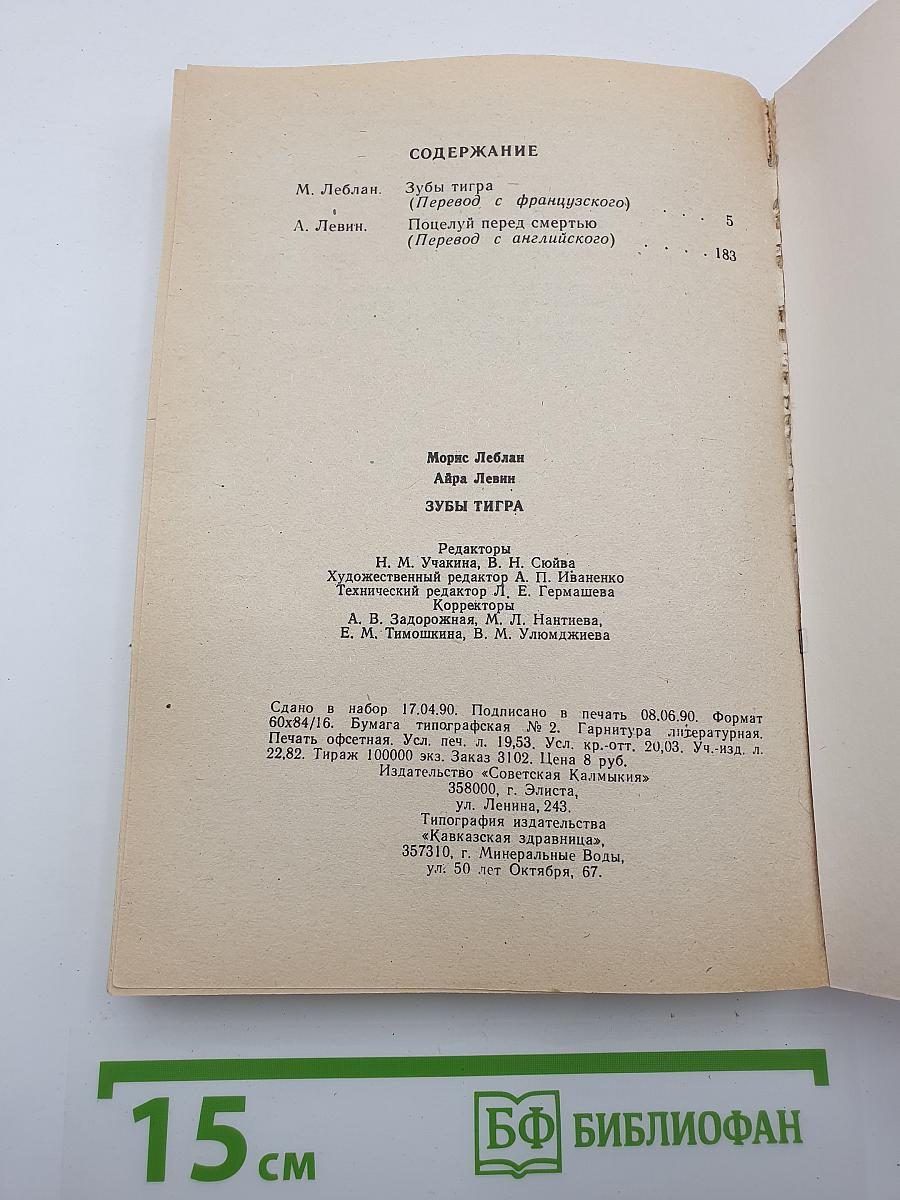 СОДЕРЖАНИЕ
М. Леблан. Зубы тигра
(Перевод с французского) . . . . 5
А. Левин. Поцелуй перед смертью
(Перевод с английского) . . . . . 183
Морис Леблан
Айра Левин
ЗУБЫ ТИГРА
Редакторы
Н. М. Учакина, В. Н. Сюйва
Художественный редактор А. П. Иваненко
Технический редактор Л. Е. Гермашева
Корректоры
А. В. Задорожная, М. Л. Нантиева,
Е. М. Тимошкина, В. М. Улюмджиева
Сдано в набор 17.04.90. Подписано в печать 08.06.90. Формат
60х84/16. Бумага типографская № 2. Гарнитура литературная.
Печать офсетная. Усл. печ. л. 19,53. Усл. кр.-отт. 20,03. Уч.-изд. л.
22,82. Тираж 100000 экз. Заказ 3102. Цена 8 руб.
Издательство «Советская Калмыкия»
358000, г. Элиста,
ул. Ленина, 243.
Типография издательства
«Кавказская здравница»,
357310, г. Минеральные Воды,
ул. 50 лет Октября, 67.
15 см
БФ БИБЛИОФАН